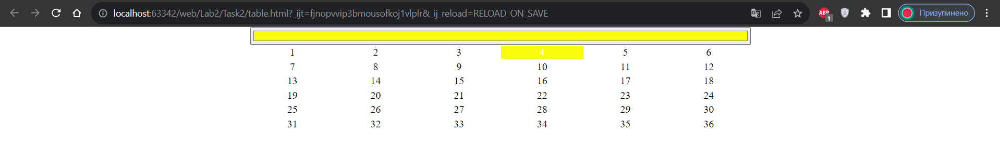 localhost:63342/web/Lab2/Task2/table.html?_ijt=fjnopvvip3bmousofkoj1vlplr&_ij_reload=RELOAD_ON_SAVE
ABP
1
Призупинено
1 2 3 4 5 6
7 8 9 10 11 12
13 14 15 16 17 18
19 20 21 22 23 24
25 26 27 28 29 30
31 32 33 34 35 36